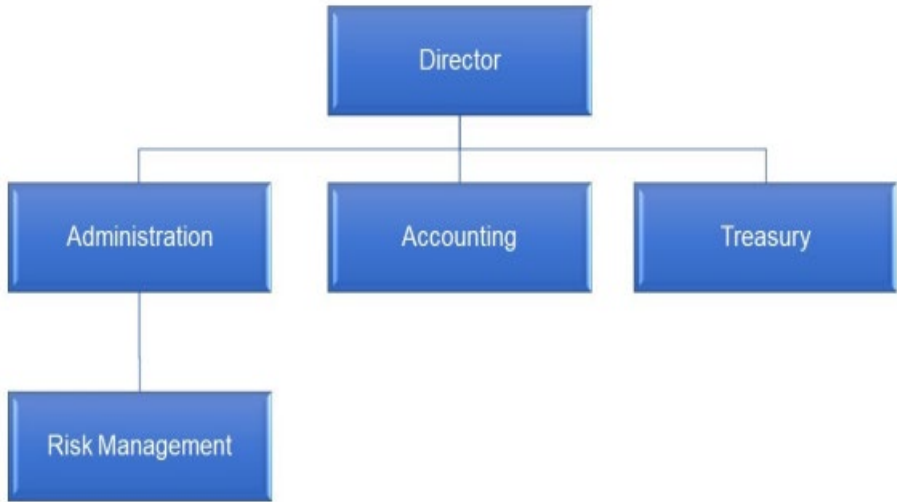 Director
Administration
Accounting
Treasury
Risk Management